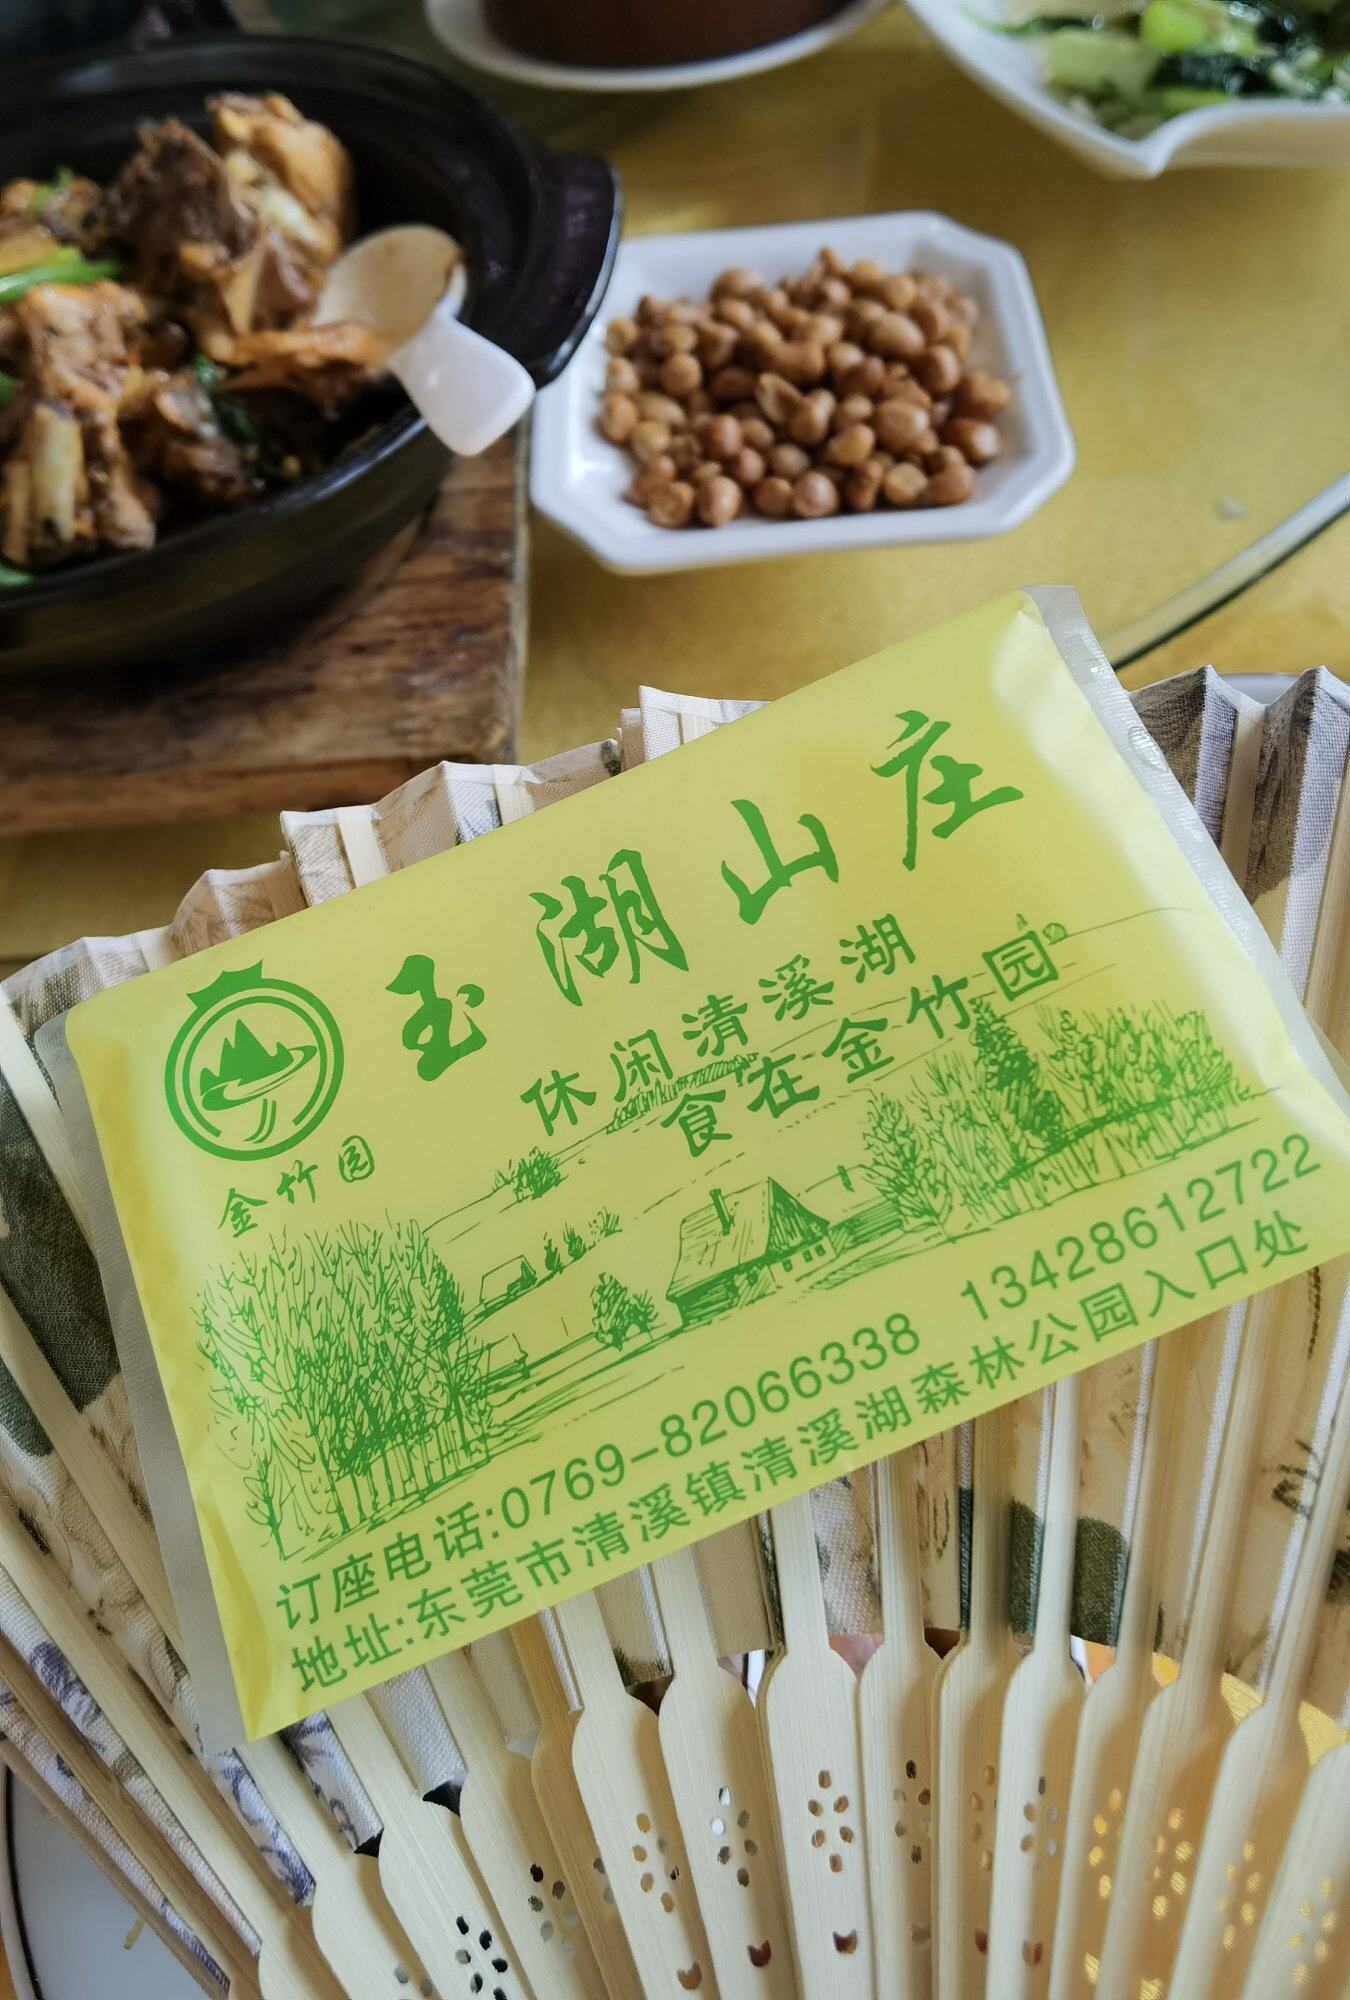 玉湖山庄
休闲清溪湖
食在金竹园
金竹园
订座电话:0769-82066338 13428612722
地址:东莞市清溪镇清溪湖森林公园入口处